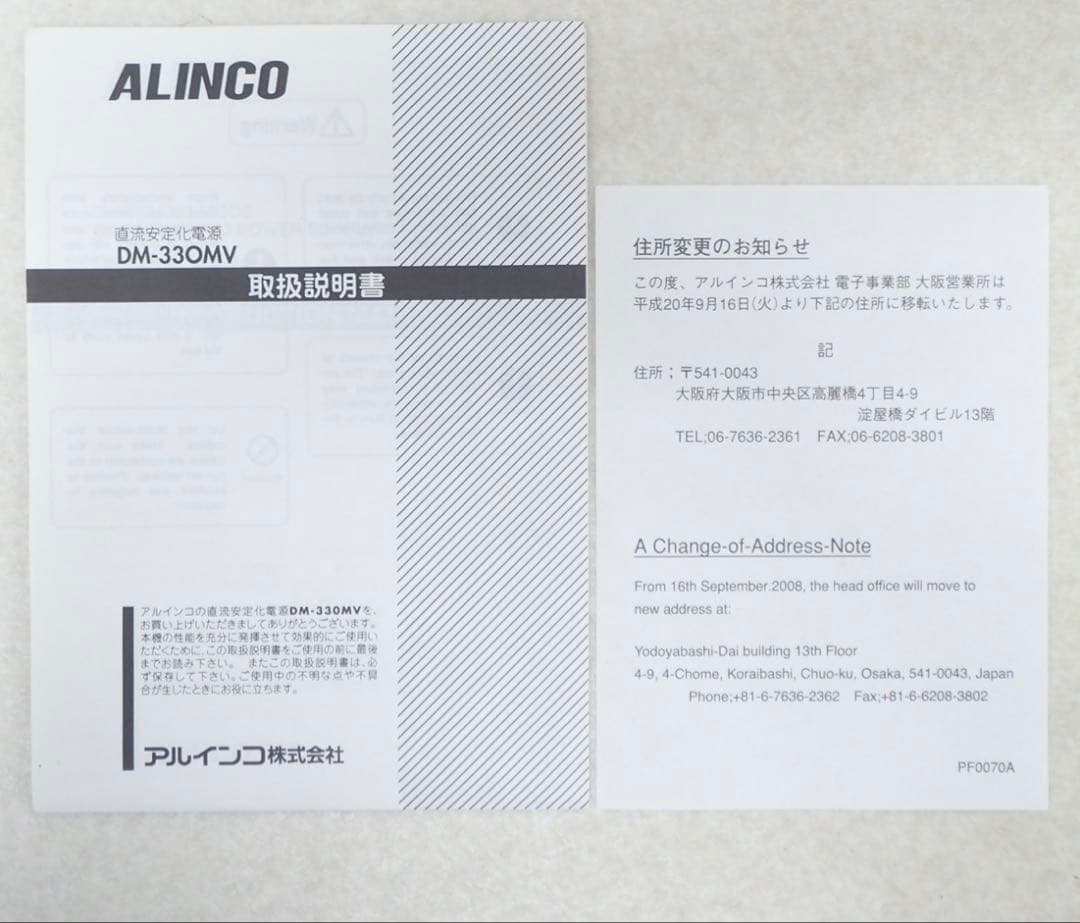 ALINCO
直流安定化電源
DM-330MV
取扱説明書
アルインコの直流安定化電源DM-330MVを、
お買い上げいただきましてありがとうございます。
本機の性能を充分に発揮させて効果的にご使用い
ただくために、この取扱説明書をご使用の前に最後
までお読み下さい。 またこの取扱説明書は、必
ず保存して下さい。ご使用中の不明な点や不具
合が生じたときにお役に立ちます。
アルインコ株式会社
住所変更のお知らせ
この度、アルインコ株式会社 電子事業部 大阪営業所は
平成20年9月16日(火)より下記の住所に移転いたします。
記
住所；〒541-0043
大阪府大阪市中央区高麗橋4丁目4-9
淀屋橋ダイビル13階
TEL;06-7636-2361 FAX;06-6208-3801
A Change-of-Address-Note
From 16th September.2008, the head office will move to
new address at:
Yodoyabashi-Dai building 13th Floor
4-9, 4-Chome, Koraibashi, Chuo-ku, Osaka, 541-0043, Japan
Phone;+81-6-7636-2362 Fax;+81-6-6208-3802
PF0070A